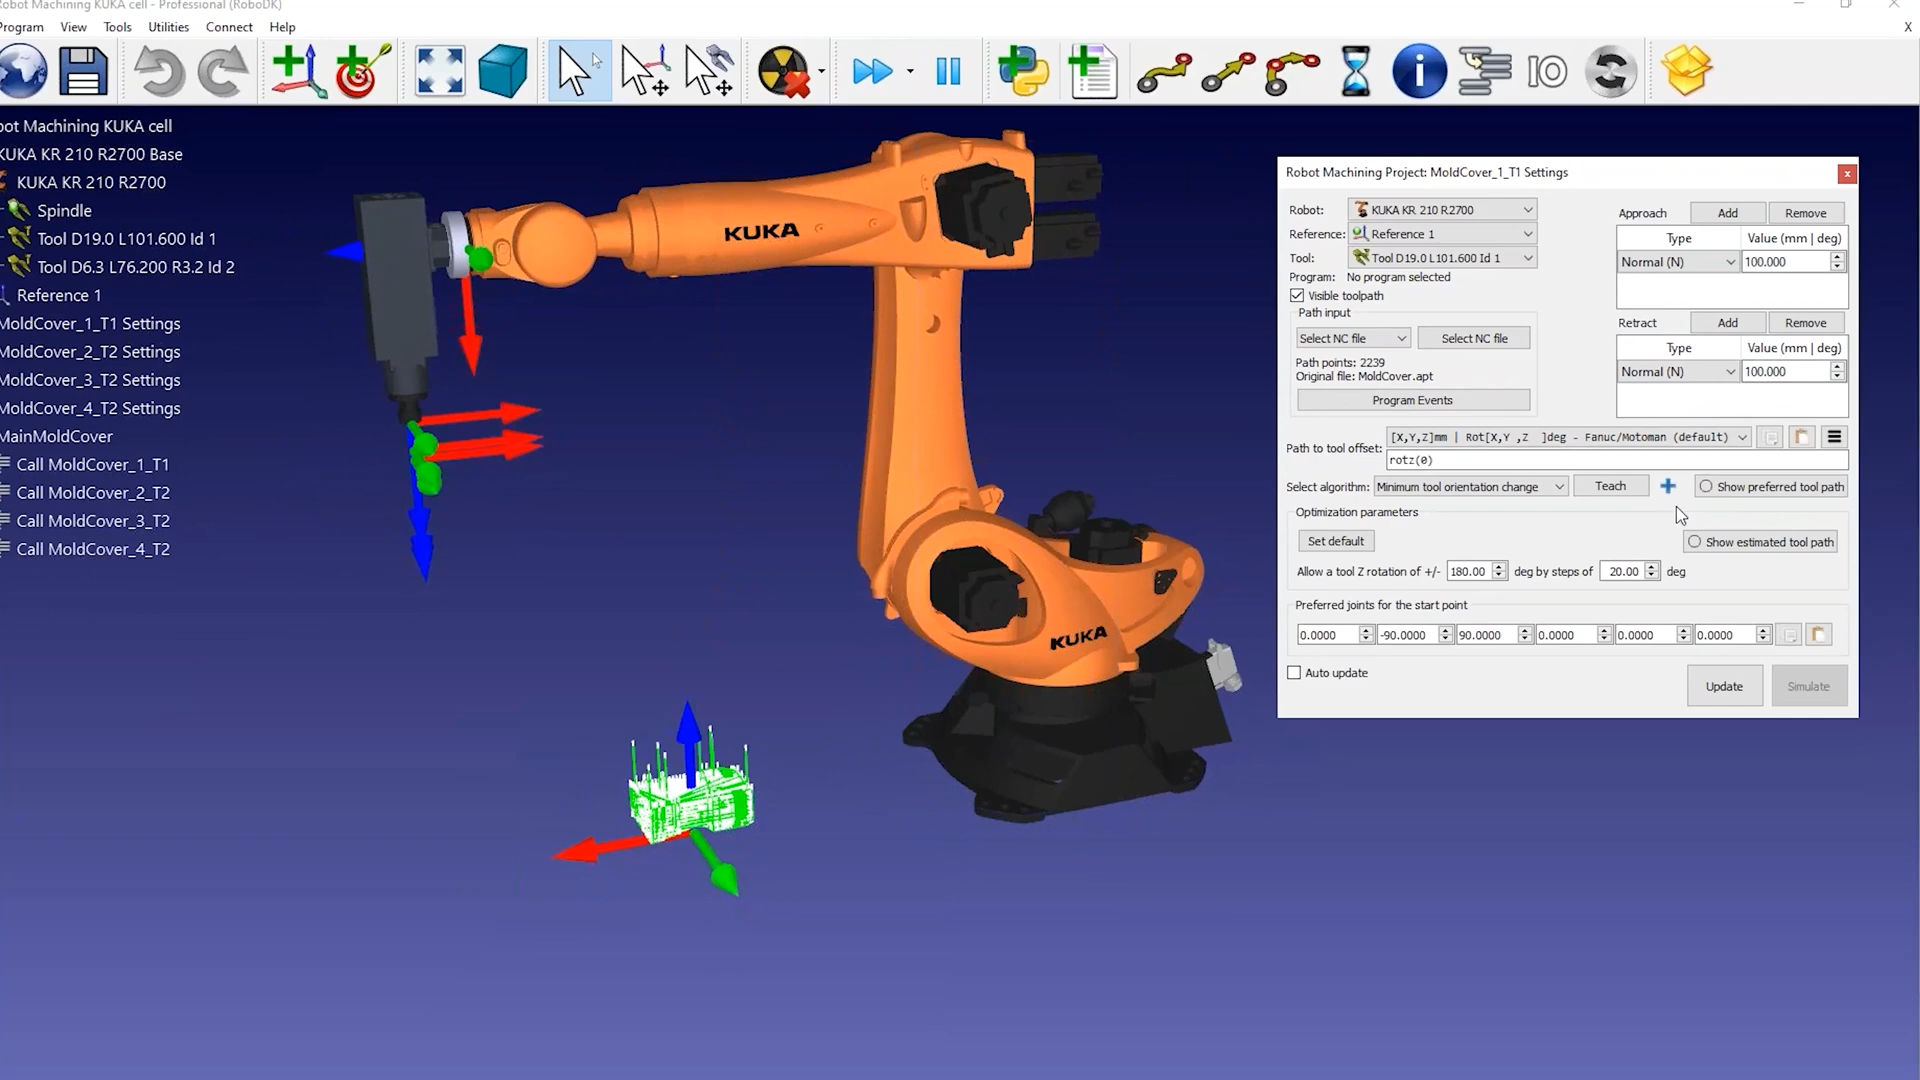 Robot Machining KUKA cell - Professional (RoboDK)
Program View Tools Utilities Connect Help
X
IO
bot Machining KUKA cell
KUKA KR 210 R2700 Base
KUKA KR 210 R2700
Spindle
Tool D19.0 L101.600 Id 1
Tool D6.3 L76.200 R3.2 Id 2
Reference 1
MoldCover_1_T1 Settings
MoldCover_2_T2 Settings
MoldCover_3_T2 Settings
MoldCover_4_T2 Settings
MainMoldCover
Call MoldCover_1_T1
Call MoldCover_2_T2
Call MoldCover_3_T2
Call MoldCover_4_T2
KUKA
KUKA
Robot Machining Project: MoldCover_1_T1 Settings
x
Robot: KUKA KR 210 R2700
Reference: Reference 1
Tool: Tool D19.0 L101.600 Id 1
Program: No program selected
Visible toolpath
Path input
Select NC file Select NC file
Path points: 2239
Original file: MoldCover.apt
Program Events
Approach Add Remove
Type Value (mm | deg)
Normal (N) 100.000
Retract Add Remove
Type Value (mm | deg)
Normal (N) 100.000
Path to tool offset: [X,Y,Z]mm | Rot[X,Y ,Z ]deg - Fanuc/Motoman (default)
rotz(0)
Select algorithm: Minimum tool orientation change Teach Show preferred tool path
Optimization parameters
Set default Show estimated tool path
Allow a tool Z rotation of +/- 180.00 deg by steps of 20.00 deg
Preferred joints for the start point
0.0000 -90.0000 90.0000 0.0000 0.0000 0.0000
Auto update
Update Simulate